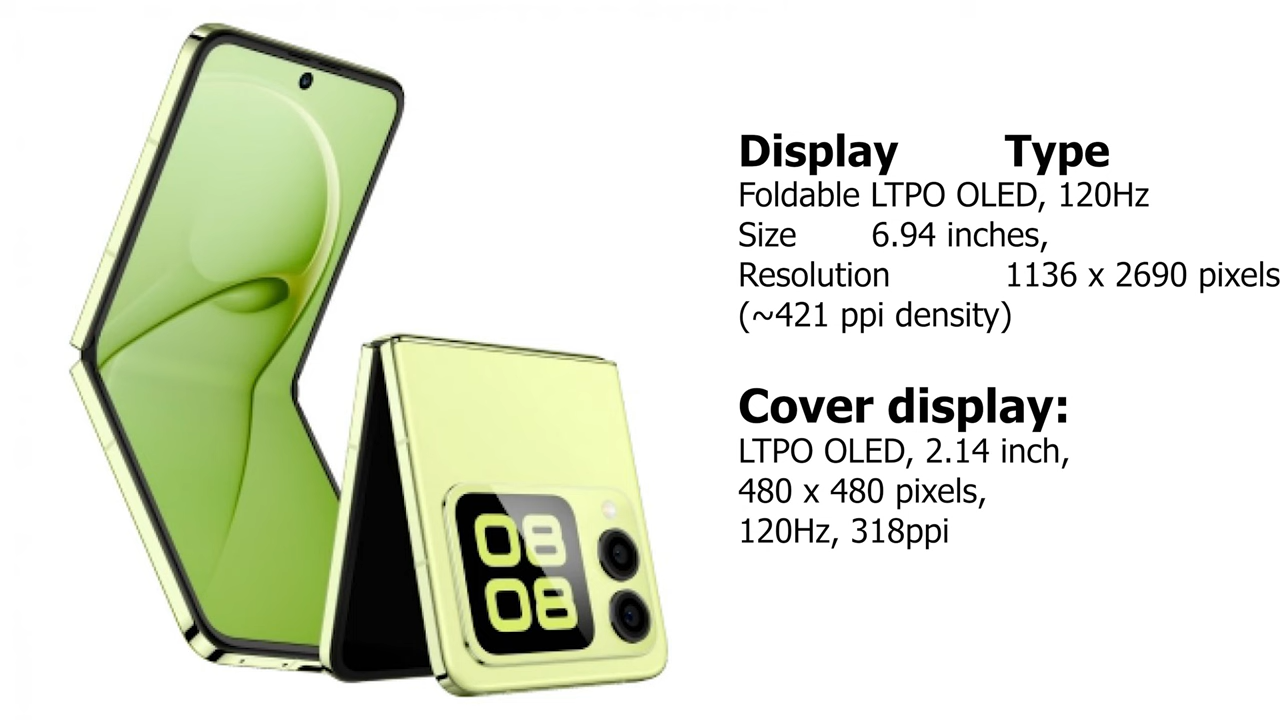 Display Type
Foldable LTPO OLED, 120Hz
Size 6.94 inches,
Resolution 1136 x 2690 pixels
(~421 ppi density)
Cover display:
LTPO OLED, 2.14 inch,
480 x 480 pixels,
120Hz, 318ppi
08
08